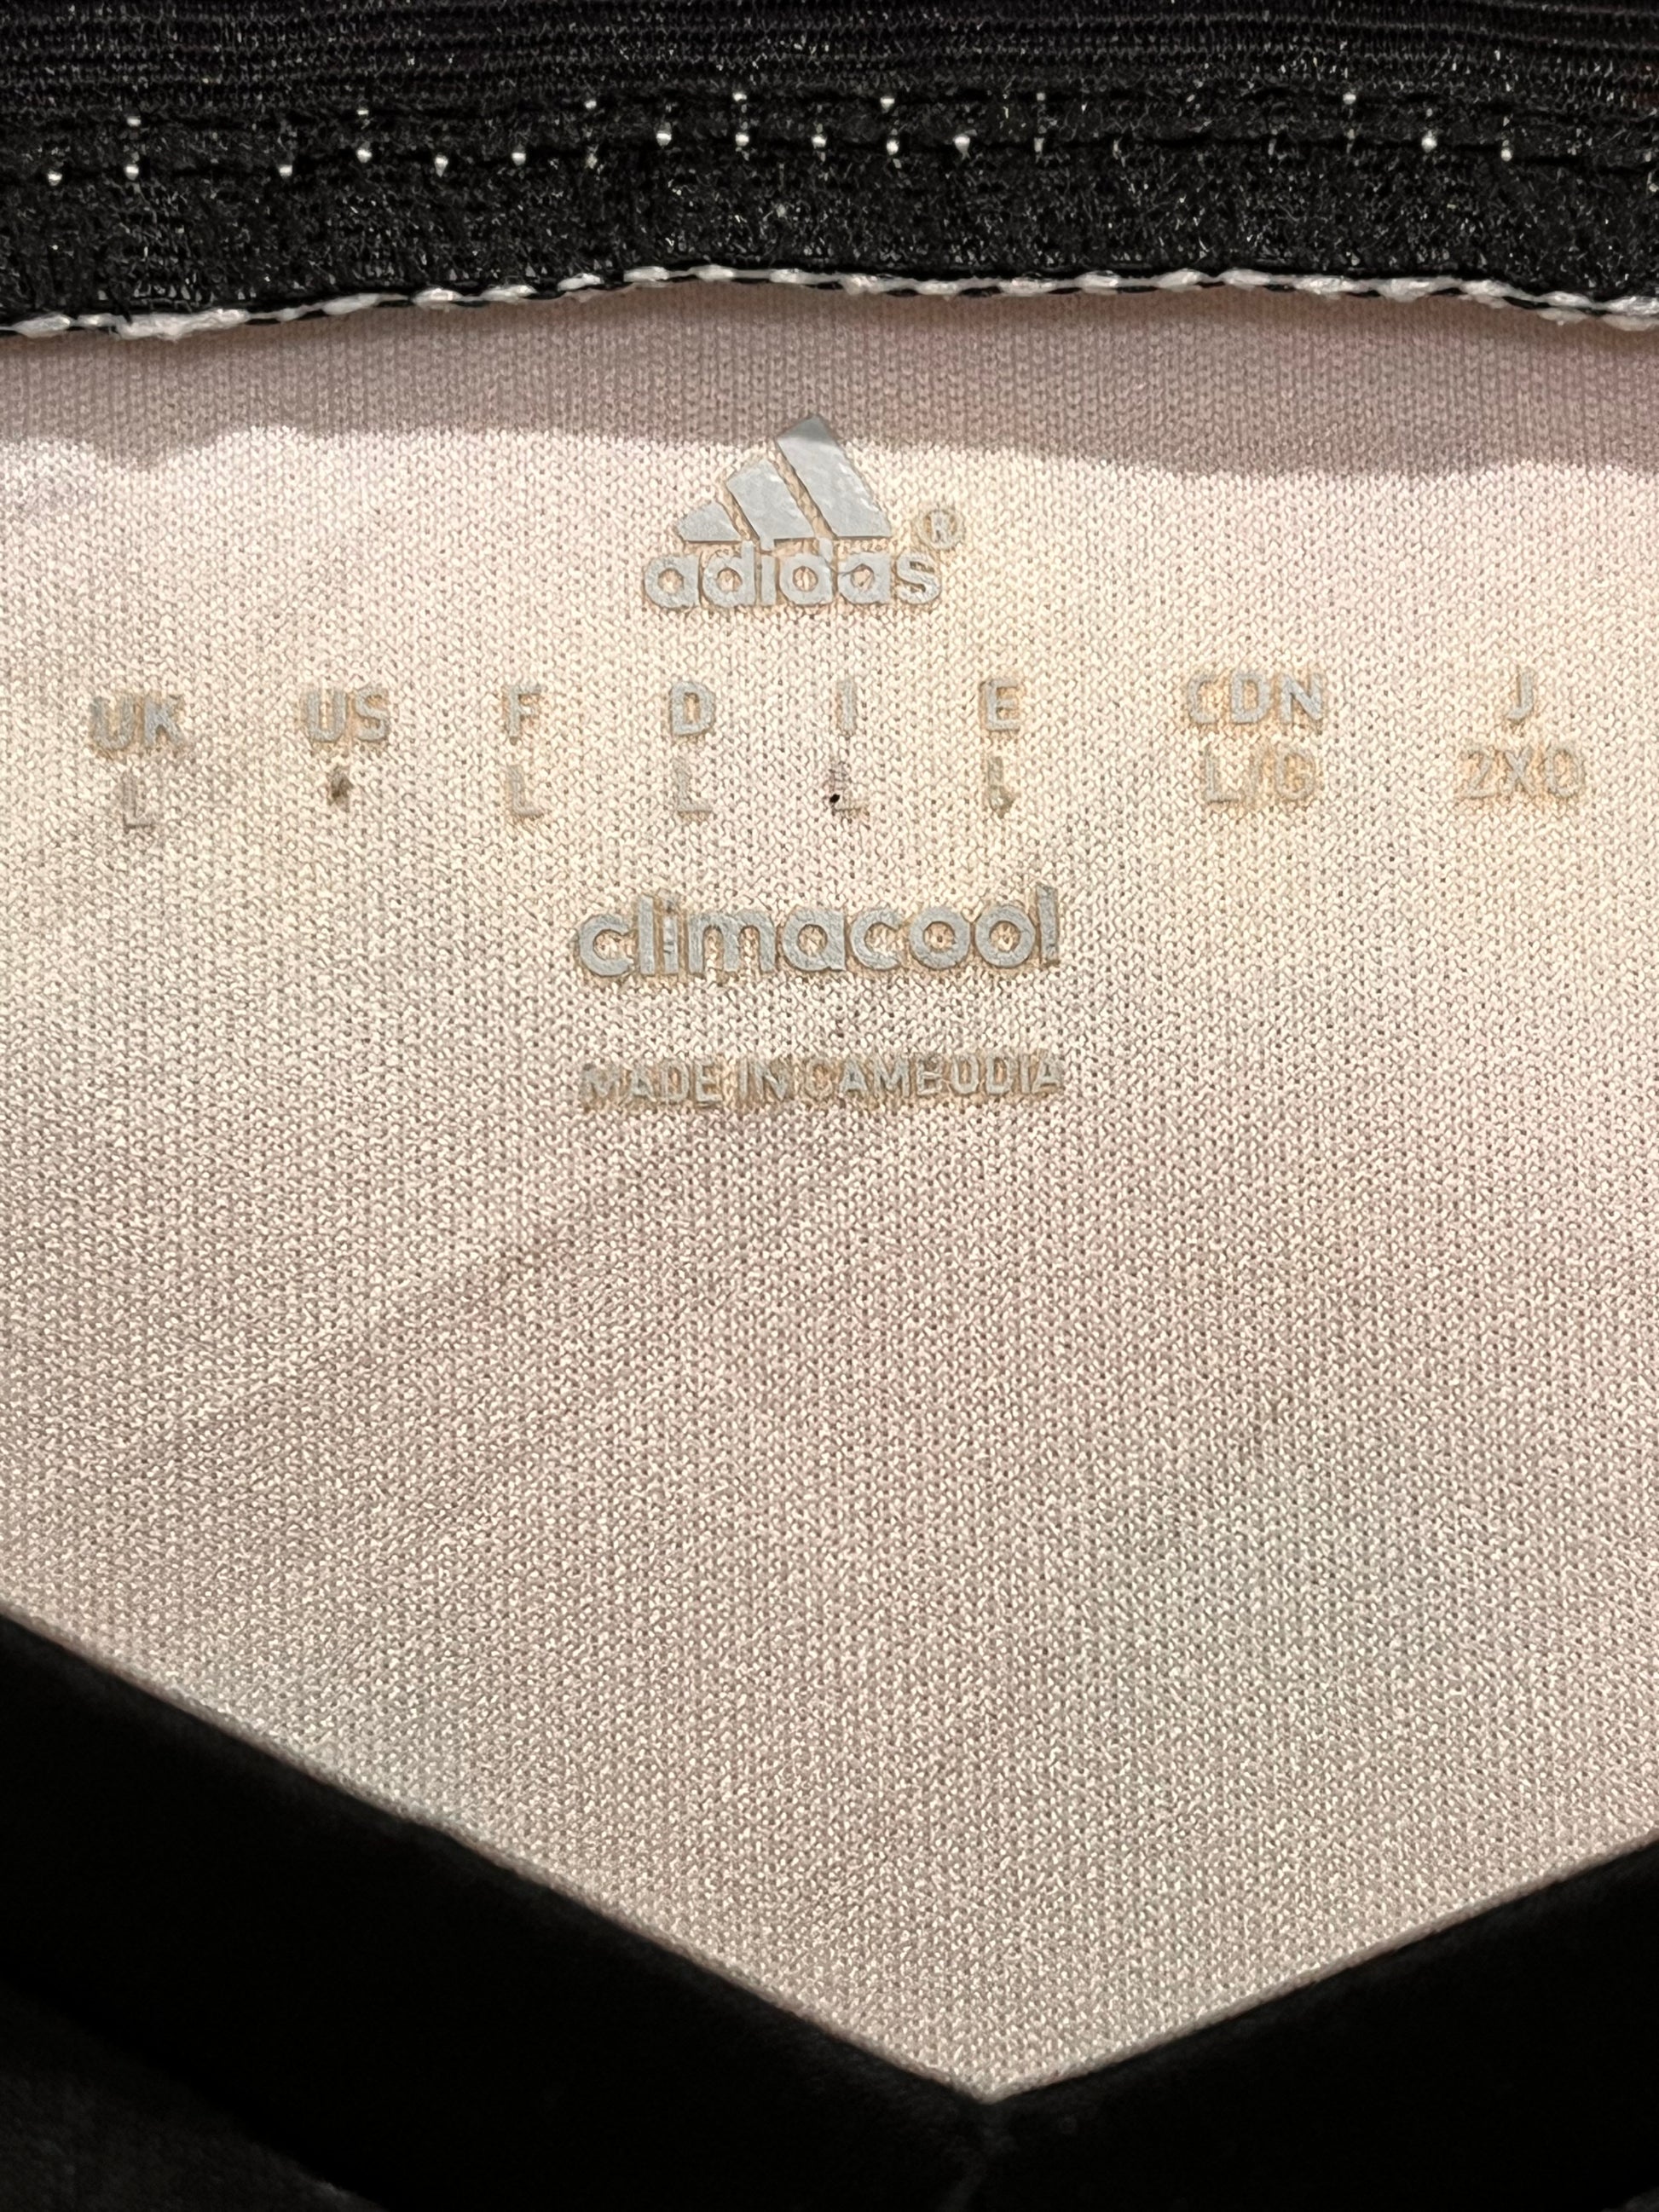 adidas®
UK US F D I E CDN J
L L L L L L/G 2XO
climacool
MADE IN CAMBODIA